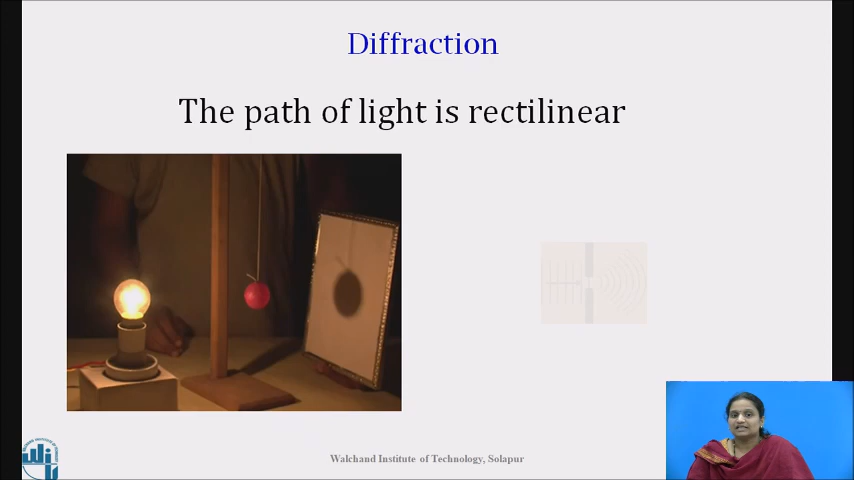 Diffraction
The path of light is rectilinear
Walchand Institute of Technology, Solapur